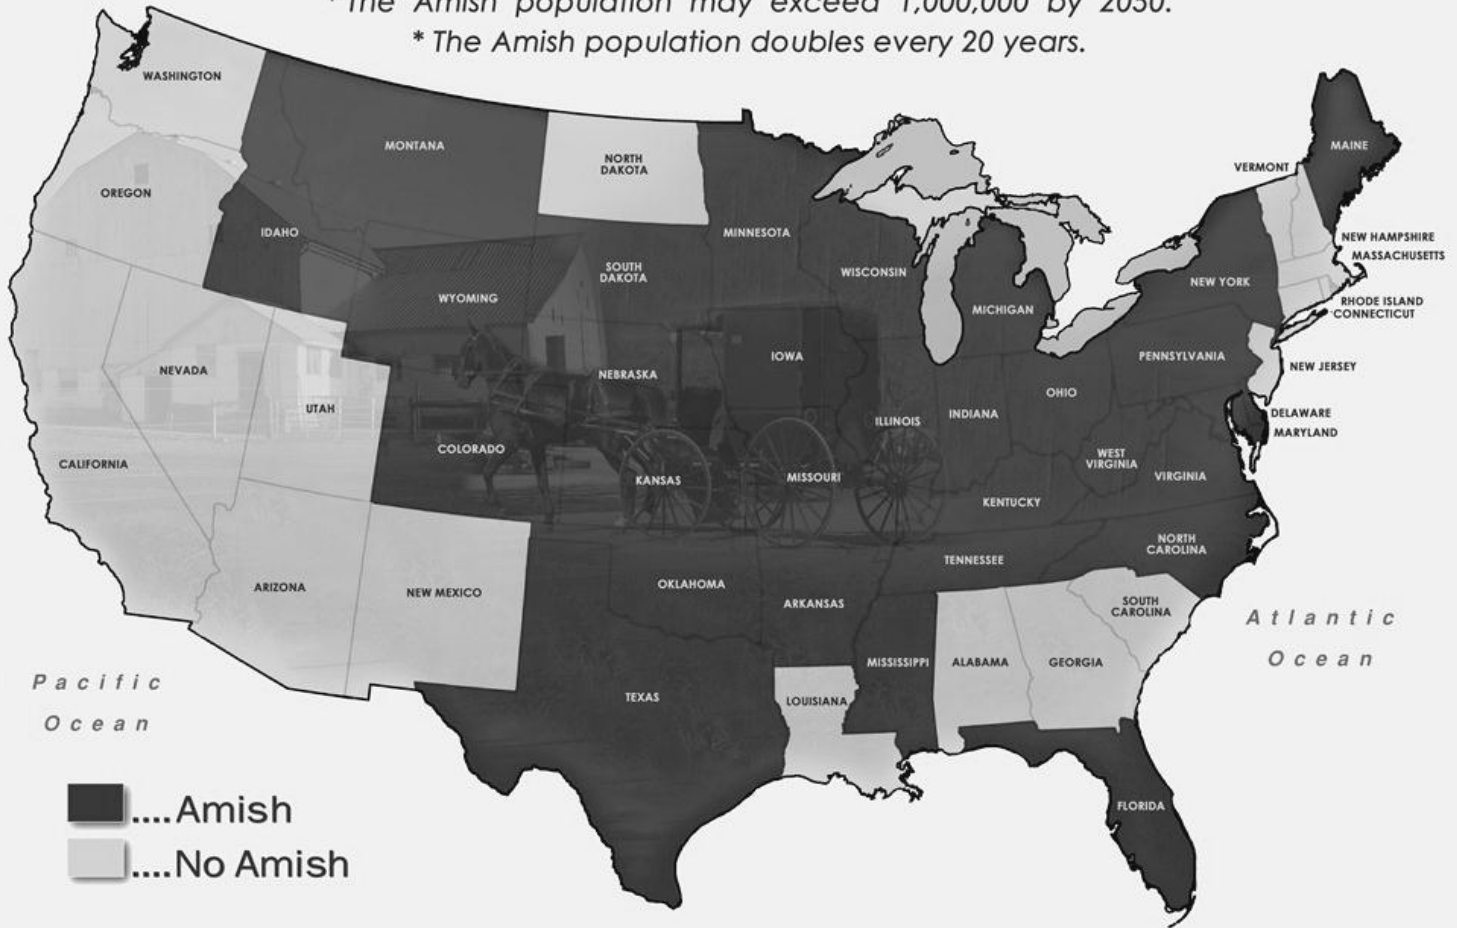 * The Amish population may exceed 1,000,000 by 2050.
* The Amish population doubles every 20 years.
WASHINGTON
MONTANA
NORTH
DAKOTA
MAINE
VERMONT
OREGON
IDAHO
MINNESOTA
NEW HAMPSHIRE
MASSACHUSETTS
SOUTH
DAKOTA
WISCONSIN
NEW YORK
WYOMING
MICHIGAN
RHODE ISLAND
CONNECTICUT
IOWA
PENNSYLVANIA
NEVADA
NEBRASKA
NEW JERSEY
OHIO
UTAH
INDIANA
DELAWARE
ILLINOIS
MARYLAND
COLORADO
CALIFORNIA
WEST
VIRGINIA
KANSAS
MISSOURI
VIRGINIA
KENTUCKY
NORTH
CAROLINA
TENNESSEE
ARIZONA
NEW MEXICO
OKLAHOMA
ARKANSAS
SOUTH
CAROLINA
Atlantic
Ocean
MISSISSIPPI
ALABAMA
GEORGIA
Pacific
Ocean
TEXAS
LOUISIANA
FLORIDA
....Amish
....No Amish